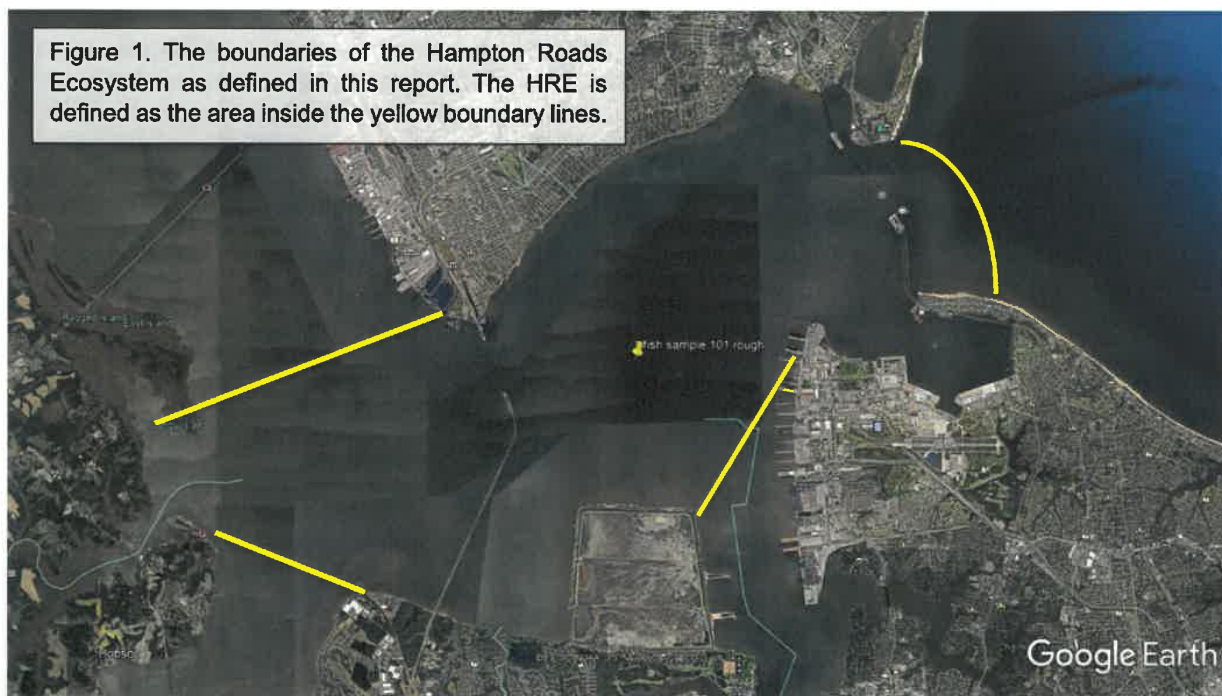 Figure 1. The boundaries of the Hampton Roads
Ecosystem as defined in this report. The HRE is
defined as the area inside the yellow boundary lines.
fish sample 101 rough
Google Earth